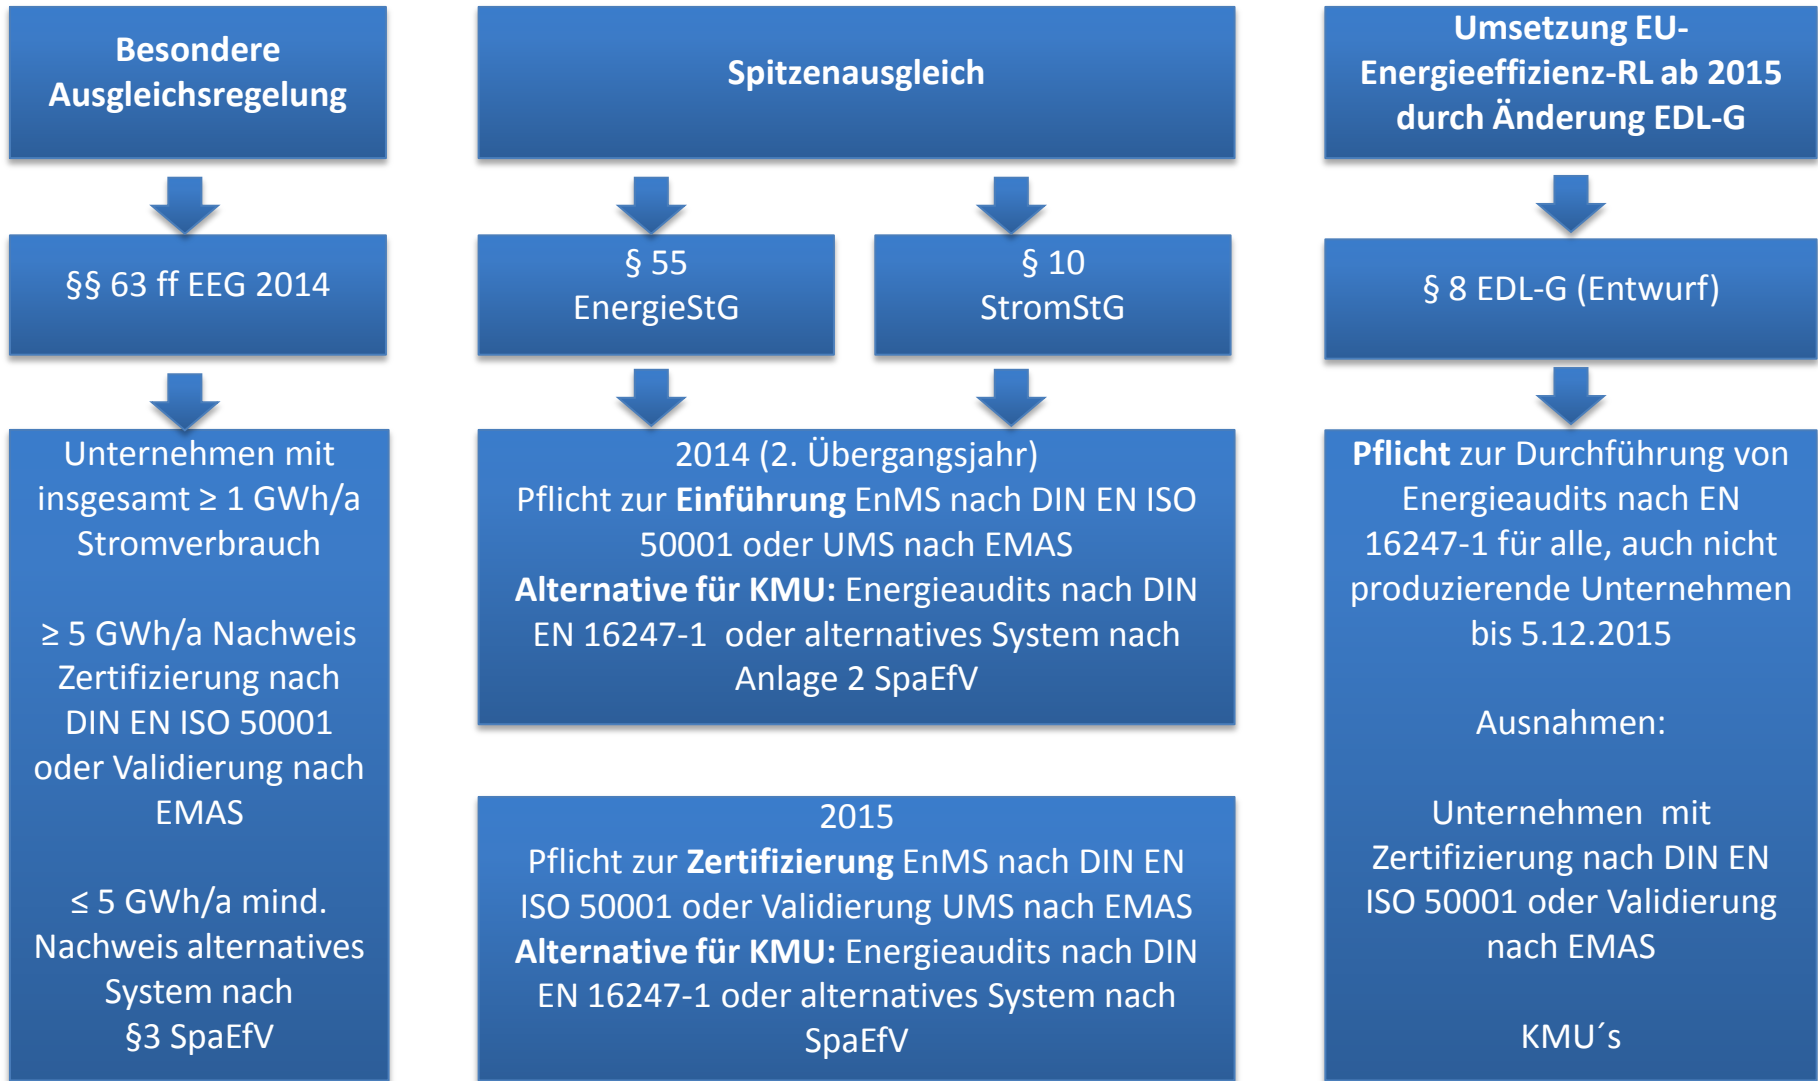 Besondere
Ausgleichsregelung
§§ 63 ff EEG 2014
Unternehmen mit
insgesamt ≥ 1 GWh/a
Stromverbrauch
≥ 5 GWh/a Nachweis
Zertifizierung nach
DIN EN ISO 50001
oder Validierung nach
EMAS
≤ 5 GWh/a mind.
Nachweis alternatives
System nach
§3 SpaEfV
Spitzenausgleich
§ 55
EnergieStG
§ 10
StromStG
2014 (2. Übergangsjahr)
Pflicht zur Einführung EnMS nach DIN EN ISO
50001 oder UMS nach EMAS
Alternative für KMU: Energieaudits nach DIN
EN 16247-1 oder alternatives System nach
Anlage 2 SpaEfV
2015
Pflicht zur Zertifizierung EnMS nach DIN EN
ISO 50001 oder Validierung UMS nach EMAS
Alternative für KMU: Energieaudits nach DIN
EN 16247-1 oder alternatives System nach
SpaEfV
Umsetzung EU-
Energieeffizienz-RL ab 2015
durch Änderung EDL-G
§ 8 EDL-G (Entwurf)
Pflicht zur Durchführung von
Energieaudits nach EN
16247-1 für alle, auch nicht
produzierende Unternehmen
bis 5.12.2015
Ausnahmen:
Unternehmen mit
Zertifizierung nach DIN EN
ISO 50001 oder Validierung
nach EMAS
KMU´s